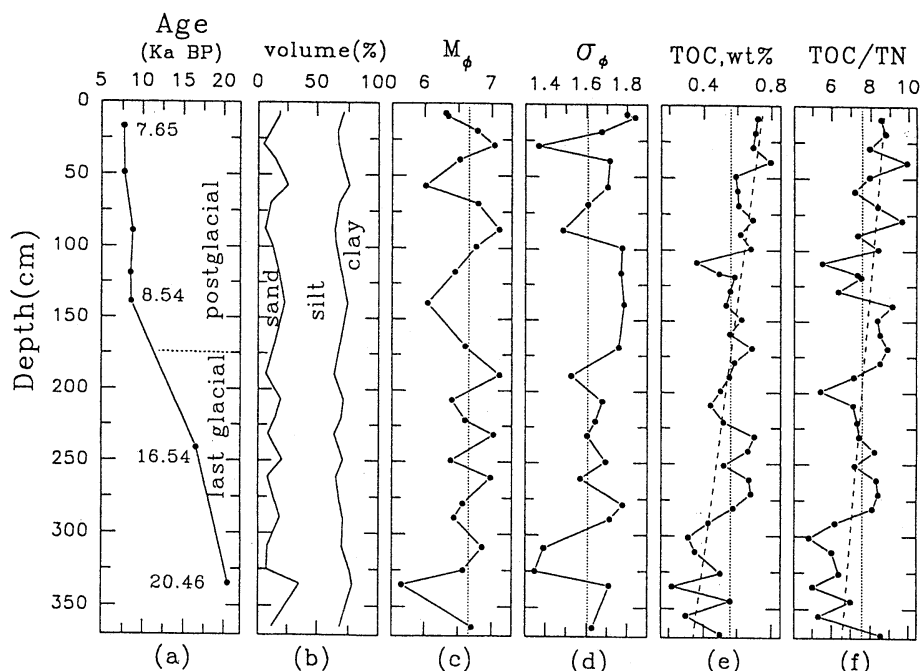 Age
(Ka BP)
volume(%)
M φ
σ φ
TOC,wt%
TOC/TN
5 10 15 20
0 50 100
6 7
1.4 1.6 1.8
0.4 0.6 0.8
6 8 10
Depth(cm)
0
50
100
150
200
250
300
350
7.65
8.54
16.54
20.46
postglacial
last glacial
sand
silt
clay
(a) (b) (c) (d) (e) (f)